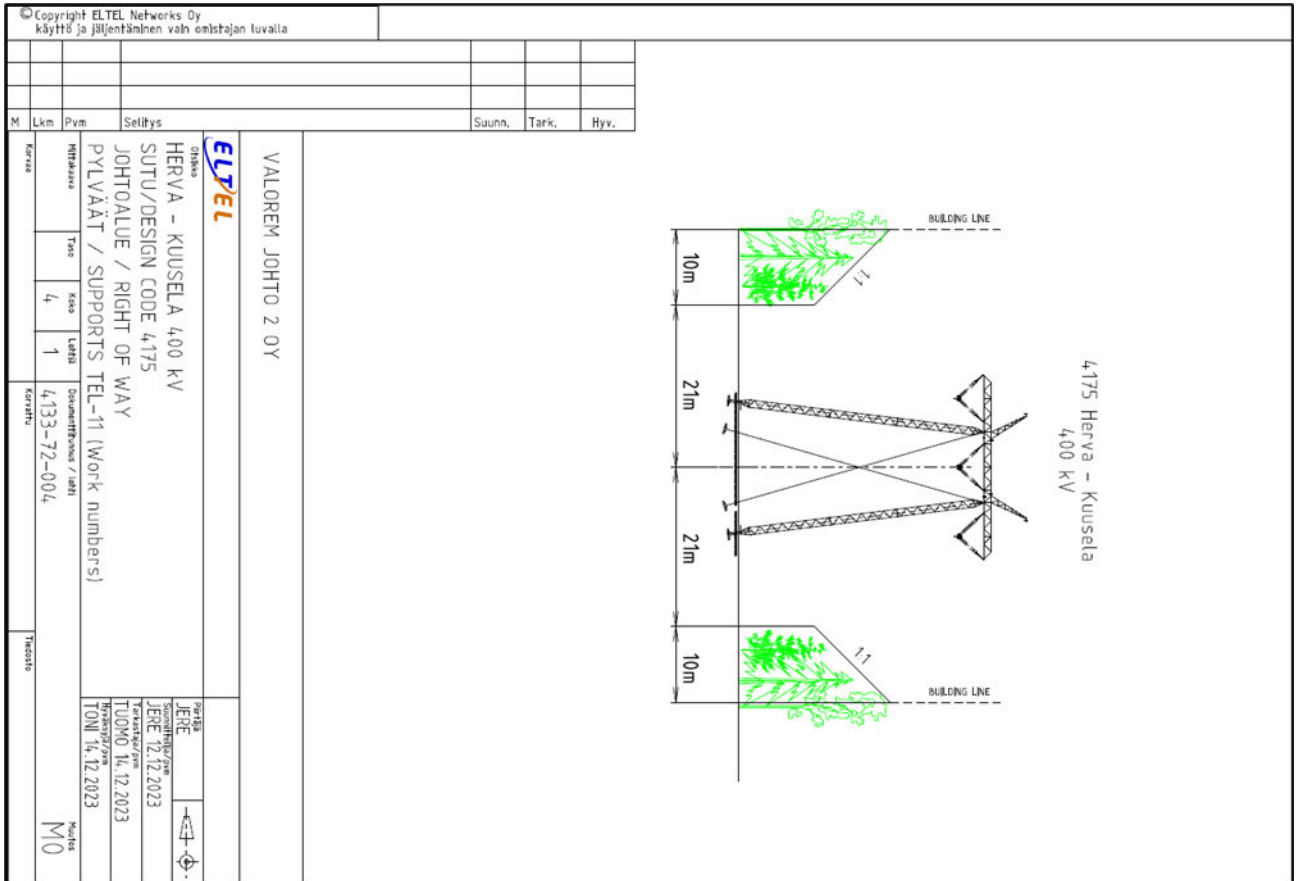 © Copyright ELTEL Networks Oy
käyttö ja jäljentäminen vain omistajan luvalla
M Lkm Pvm Selitys Suunn. Tark. Hyv.
4175 Herva - Kuusela
400 kV
BUILDING LINE
BUILDING LINE
1:1
1:1
10m 21m 21m 10m
VALOREM JOHTO 2 OY
ELTEL
Otsikko
HERVA - KUUSELA 400 kV
SUTU/DESIGN CODE 4175
JOHTOALUE / RIGHT OF WAY
PYLVÄÄT / SUPPORTS TEL-11 (Work numbers)
Piirtäjä
JERE
Suunnittelija/pvm
JERE 12.12.2023
Tarkastaja/pvm
TUOMO 14.12.2023
Hyväksyjä/pvm
TONI 14.12.2023
Mittakaava Taso Koko Lehtiä Dokumenttitunnus / lehti Muutos
4 1 4133-72-004 M0
Korvaa Korvattu Tiedosto